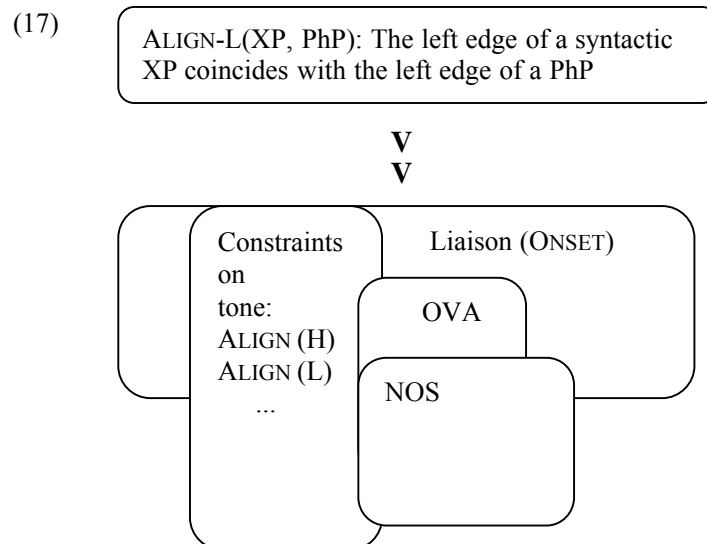 (17)
ALIGN-L(XP, PhP): The left edge of a syntactic
XP coincides with the left edge of a PhP
V
V
Constraints
on
tone:
ALIGN (H)
ALIGN (L)
...
Liaison (ONSET)
OVA
NOS